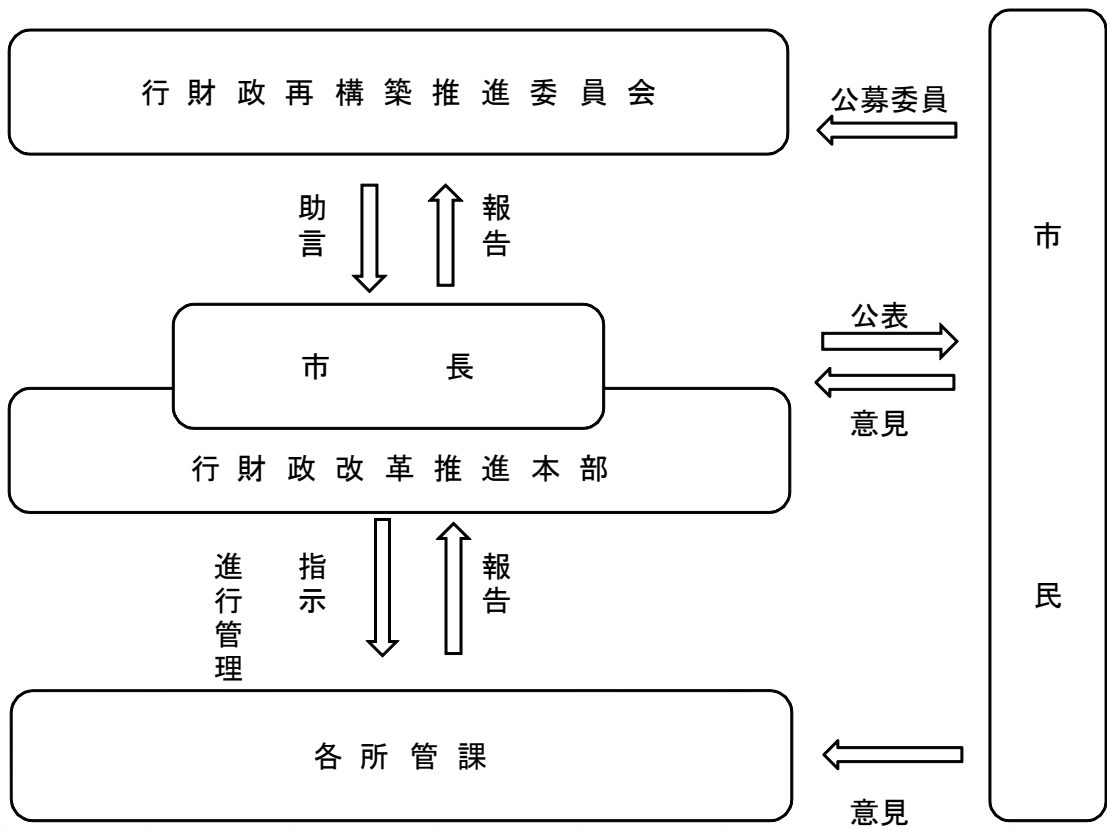 行財政再構築推進委員会
公募委員
助言
報告
市長
公表
意見
行財政改革推進本部
進行管理
指示
報告
各所管課
意見
市民